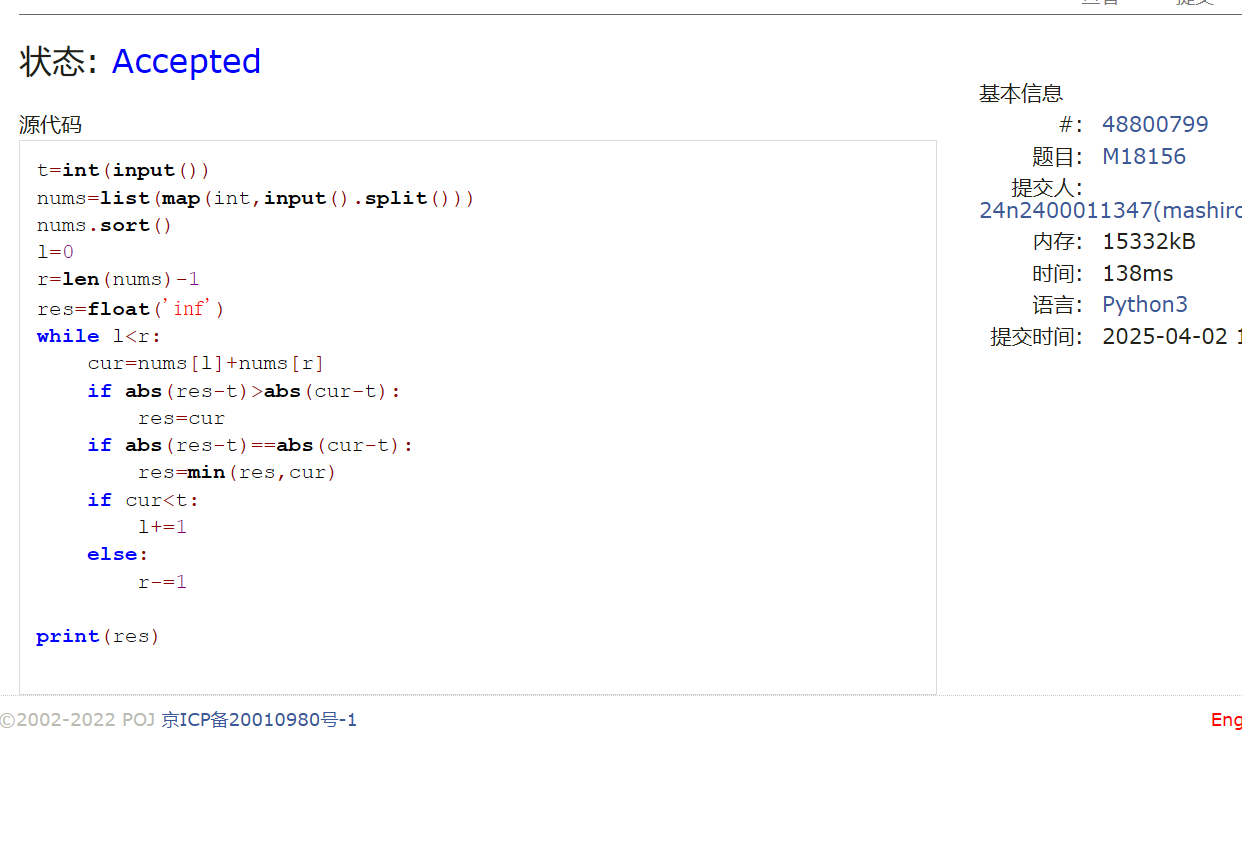 状态: Accepted
源代码
t=int(input())
nums=list(map(int,input().split()))
nums.sort()
l=0
r=len(nums)-1
res=float('inf')
while l<r:
    cur=nums[l]+nums[r]
    if abs(res-t)>abs(cur-t):
        res=cur
    if abs(res-t)==abs(cur-t):
        res=min(res,cur)
    if cur<t:
        l+=1
    else:
        r-=1
print(res)
基本信息
#: 48800799
题目: M18156
提交人:
24n2400011347(mashiro
内存: 15332kB
时间: 138ms
语言: Python3
提交时间: 2025-04-02 1
©2002-2022 POJ 京ICP备20010980号-1
Eng